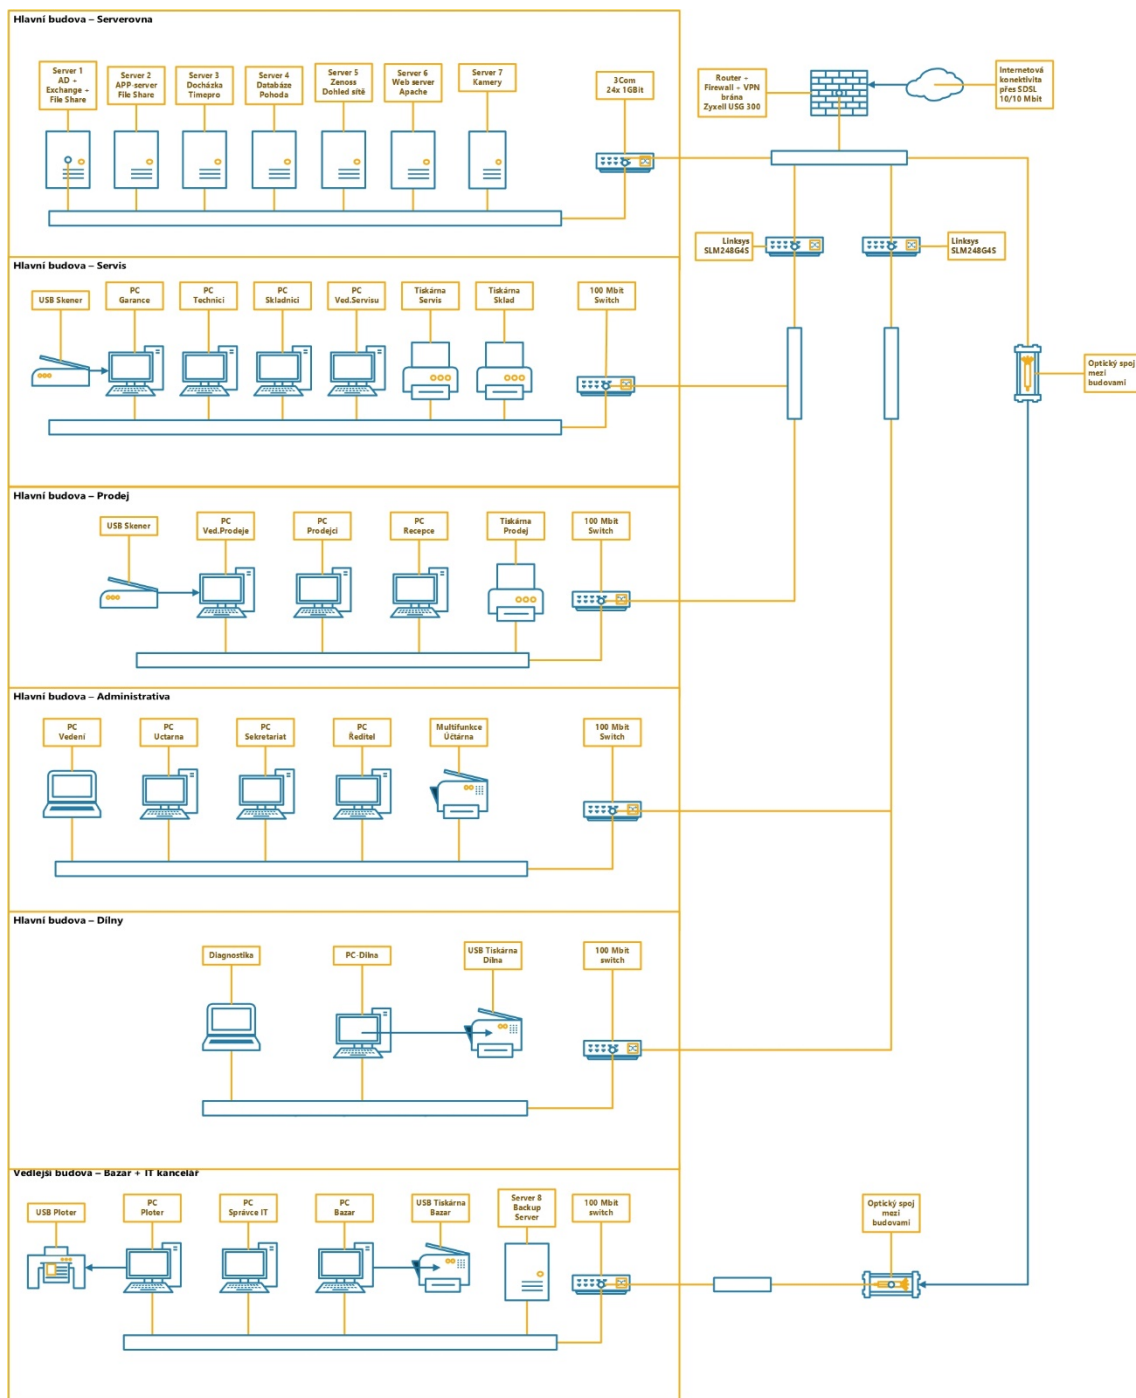 Hlavní budova – Serverovna
Server 1
AD +
Exchange +
File Share
Server 2
APP-server
File Share
Server 3
Docházka
Timepro
Server 4
Databáze
Pohoda
Server 5
Zenoss
Dohled sítě
Server 6
Web server
Apache
Server 7
Kamery
3Com
24x 1GBit
Router –
Firewall – VPN
brána
Zyxell USG 300
Internetová
konektivita
přes SDSL
10/10 Mbit
Linksys
SLM248G4S
Linksys
SLM248G4S
Hlavní budova – Servis
USB Skener
PC
Garance
PC
Technici
PC
Skladníci
PC
Ved.Servisu
Tiskárna
Servis
Tiskárna
Sklad
100 Mbit
Switch
Optický spoj
mezi
budovami
Hlavní budova – Prodej
USB Skener
PC
Ved.Prodeje
PC
Prodejci
PC
Recepce
Tiskárna
Prodej
100 Mbit
Switch
Hlavní budova – Administrativa
PC
Vedení
PC
Uctarna
PC
Sekretariat
PC
Ředitel
Multifunkce
Účtárna
100 Mbit
Switch
Hlavní budova – Dílny
Diagnostika
PC-Dílna
USB Tiskárna
Dílna
100 Mbit
switch
Vedlejší budova – Bazar + IT kancelář
USB Ploter
PC
Ploter
PC
Správce IT
PC
Bazar
USB Tiskárna
Bazar
Server 8
Backup
Server
100 Mbit
switch
Optický spoj
mezi
budovami